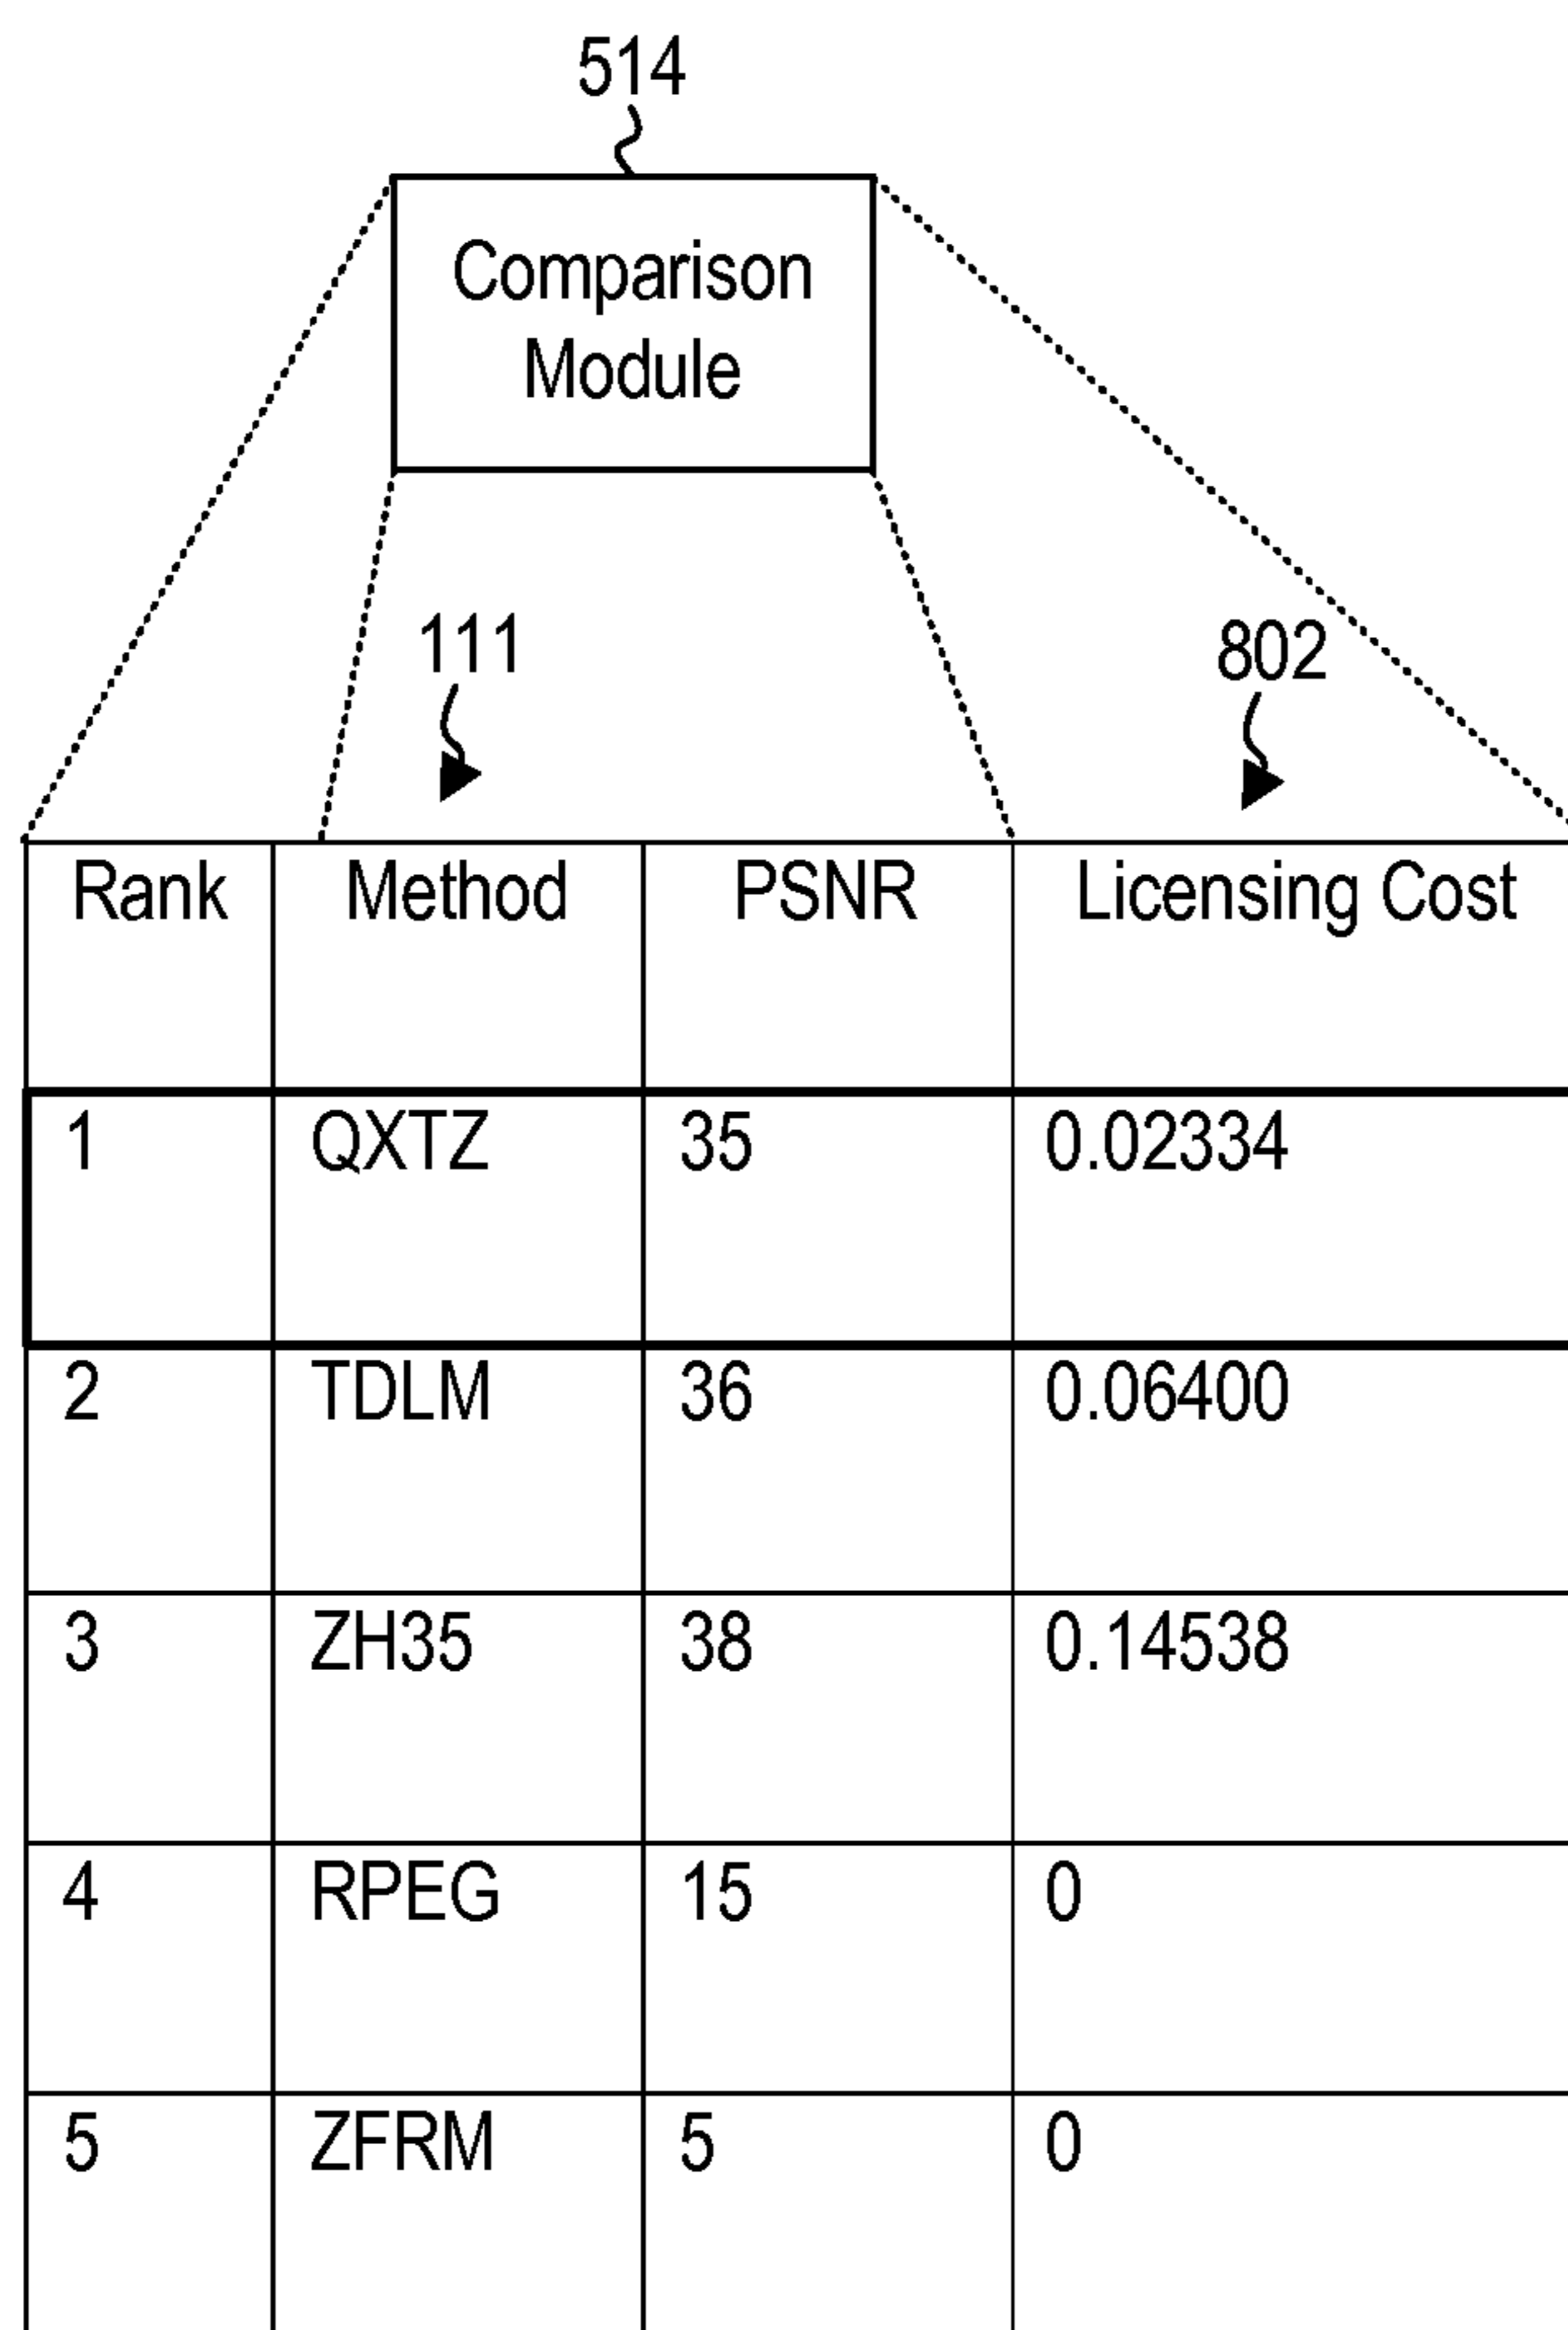 514
Comparison
Module
111
802
Rank Method PSNR Licensing Cost
1 QXTZ 35 0.02334
2 TDLM 36 0.06400
3 ZH35 38 0.14538
4 RPEG 15 0
5 ZFRM 5 0